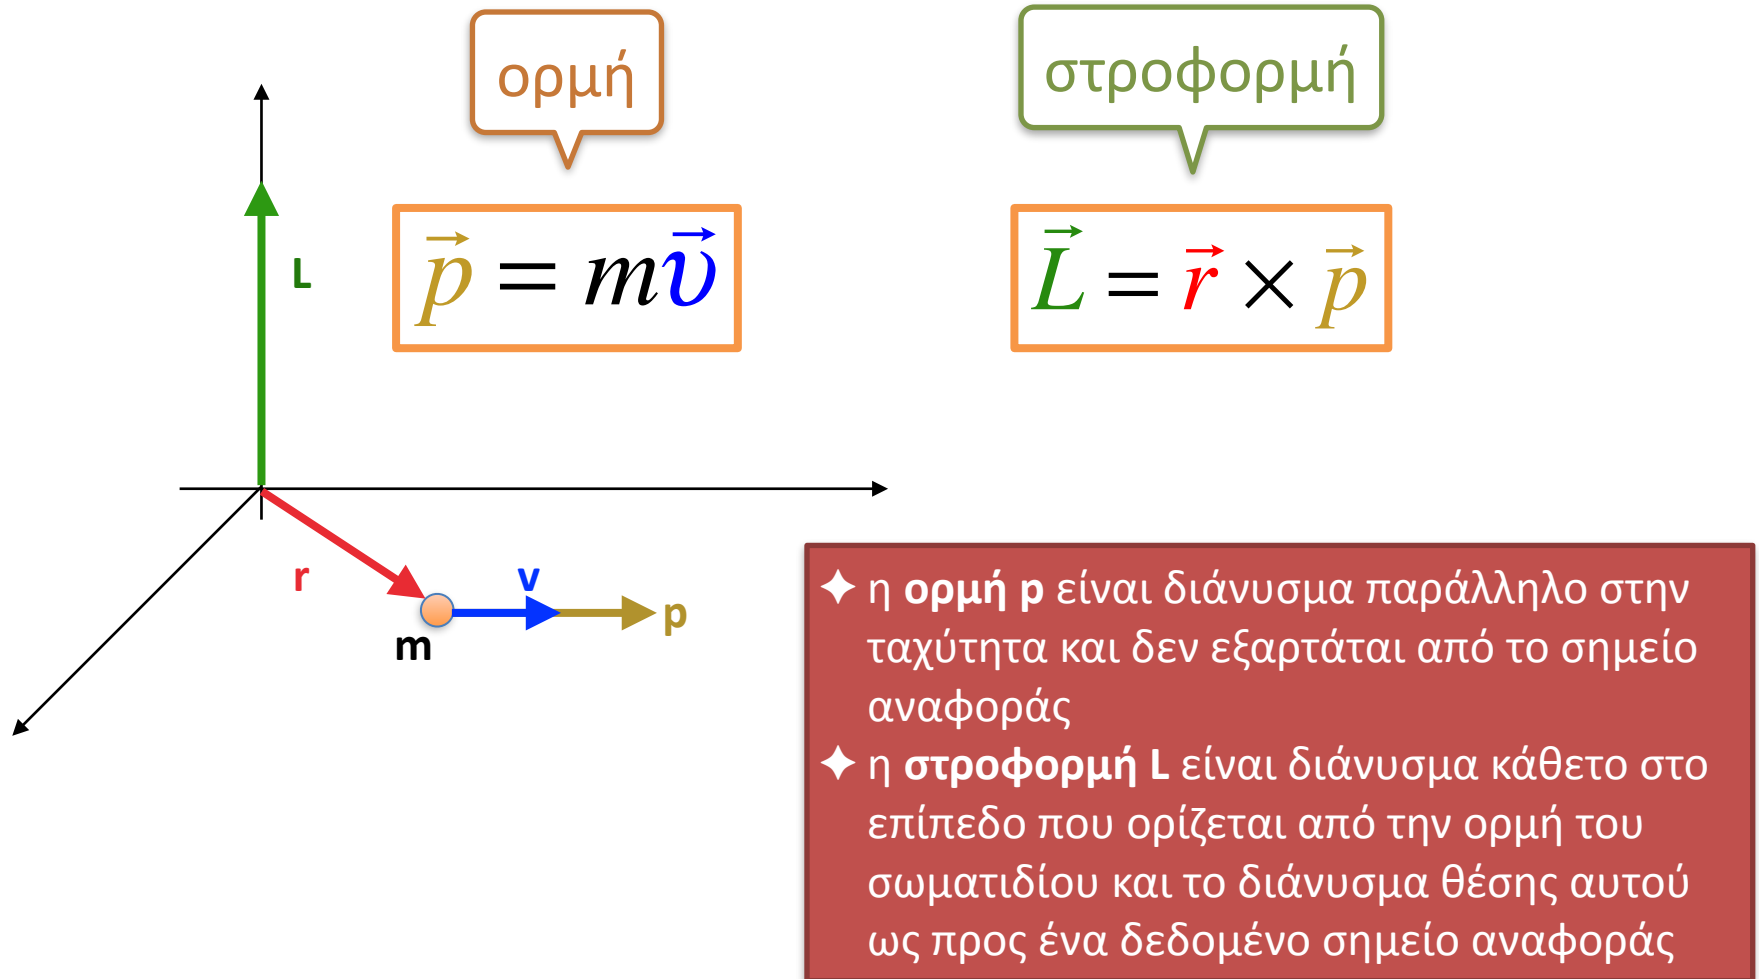 ορμή
στροφορμή
L
p⃗ = mυ⃗
L⃗ = r⃗ × p⃗
r
v
p
m
✦ η ορμή p είναι διάνυσμα παράλληλο στην
ταχύτητα και δεν εξαρτάται από το σημείο
αναφοράς
✦ η στροφορμή L είναι διάνυσμα κάθετο στο
επίπεδο που ορίζεται από την ορμή του
σωματιδίου και το διάνυσμα θέσης αυτού
ως προς ένα δεδομένο σημείο αναφοράς